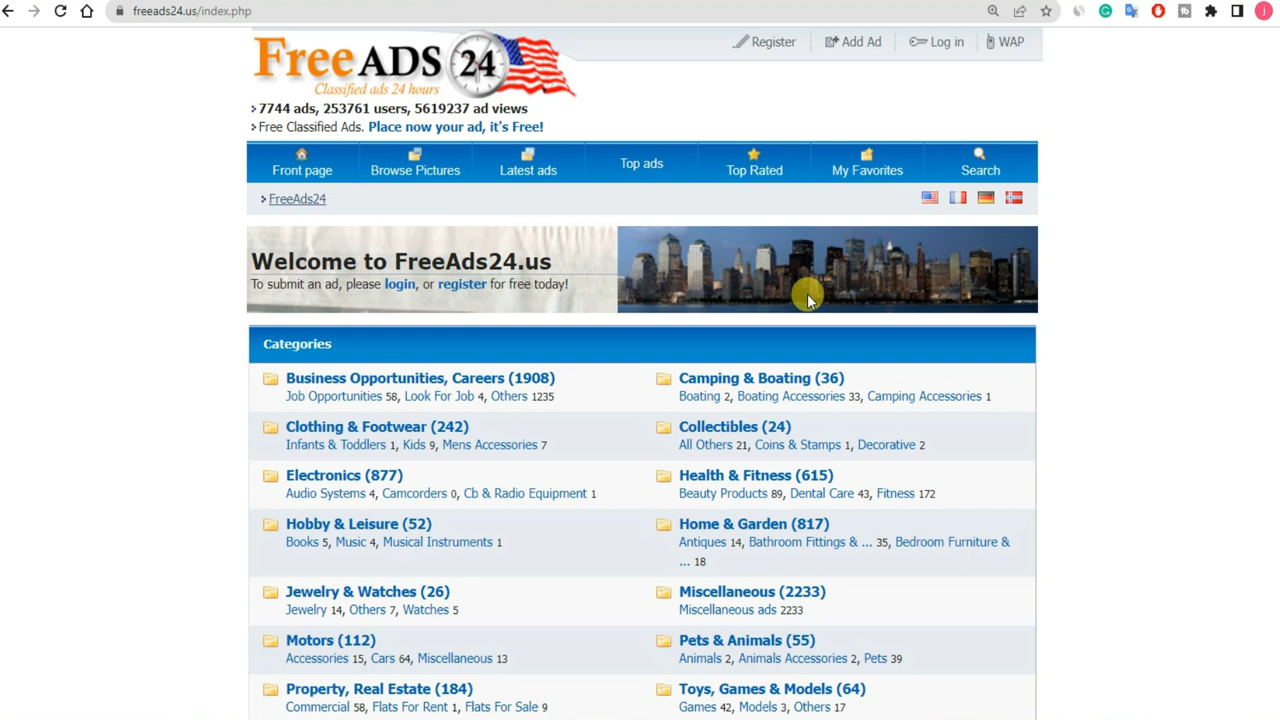 freeads24.us/index.php
Register
Add Ad
Log in
WAP
Free ADS 24
Classified ads 24 hours
7744 ads, 253761 users, 5619237 ad views
Free Classified Ads. Place now your ad, it's Free!
Front page
Browse Pictures
Latest ads
Top ads
Top Rated
My Favorites
Search
FreeAds24
Welcome to FreeAds24.us
To submit an ad, please login, or register for free today!
Categories
Business Opportunities, Careers (1908)
Job Opportunities 58, Look For Job 4, Others 1235
Camping & Boating (36)
Boating 2, Boating Accessories 33, Camping Accessories 1
Clothing & Footwear (242)
Infants & Toddlers 1, Kids 9, Mens Accessories 7
Collectibles (24)
All Others 21, Coins & Stamps 1, Decorative 2
Electronics (877)
Audio Systems 4, Camcorders 0, Cb & Radio Equipment 1
Health & Fitness (615)
Beauty Products 89, Dental Care 43, Fitness 172
Hobby & Leisure (52)
Books 5, Music 4, Musical Instruments 1
Home & Garden (817)
Antiques 14, Bathroom Fittings & ... 35, Bedroom Furniture &
... 18
Jewelry & Watches (26)
Jewelry 14, Others 7, Watches 5
Miscellaneous (2233)
Miscellaneous ads 2233
Motors (112)
Accessories 15, Cars 64, Miscellaneous 13
Pets & Animals (55)
Animals 2, Animals Accessories 2, Pets 39
Property, Real Estate (184)
Commercial 58, Flats For Rent 1, Flats For Sale 9
Toys, Games & Models (64)
Games 42, Models 3, Others 17